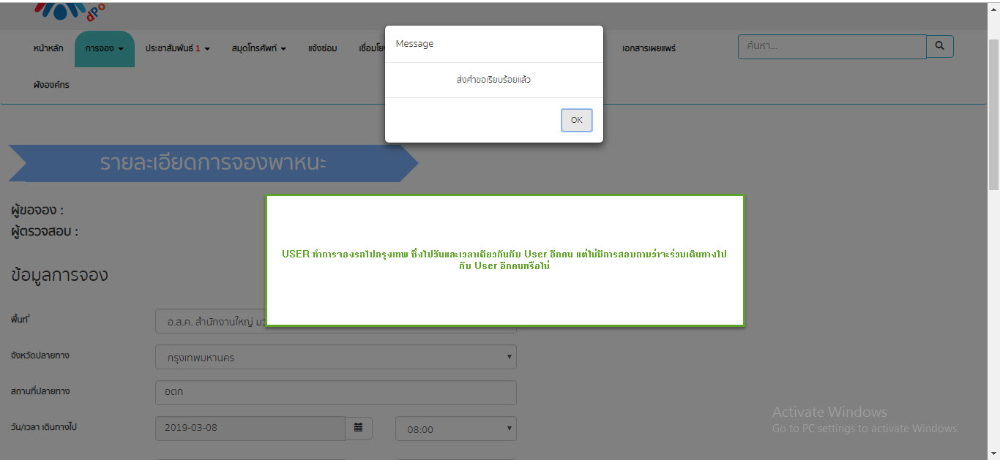 dPO
หน้าหลัก การจอง ประชาสัมพันธ์ 1 สมุดโทรศัพท์ แจ้งซ่อม เอกสารเผยแพร่ ค้นหา...
ผังองค์กร
Message
ส่งคำขอเรียบร้อยแล้ว
OK
รายละเอียดการจองพาหนะ
ผู้ขอจอง :
ผู้ตรวจสอบ :
USER ทำการจองรถไปกรุงเทพ ซึ่งไปวันและเวลาเดียวกันกับ User อีกคน แต่ไม่มีการสอบถามว่าจะร่วมเดินทางไป
กับ User อีกคนหรือไม่
ข้อมูลการจอง
พื้นที่ อ.ส.ค. สำนักงานใหญ่
จังหวัดปลายทาง กรุงเทพมหานคร
สถานที่ปลายทาง อตก
วัน/เวลา เดินทางไป 2019-03-08 08:00
Activate Windows
Go to PC settings to activate Windows.